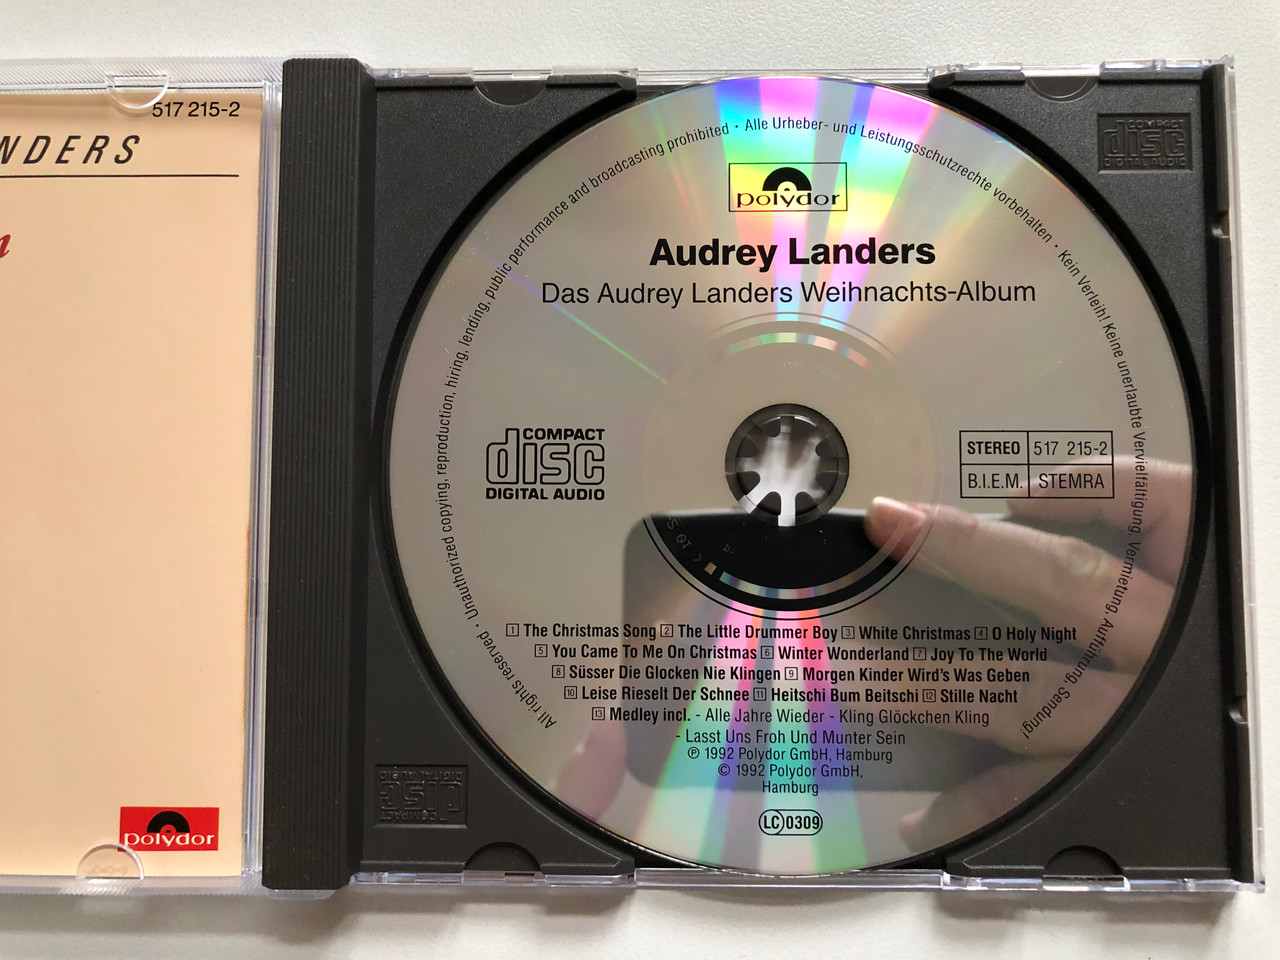 517 215-2
NDERS
polydor
All rights reserved · Unauthorized copying, reproduction, hiring, lending, public performance and broadcasting prohibited · Alle Urheber- und Leistungsschutzrechte vorbehalten · Kein Verleih! Keine unerlaubte Vervielfältigung, Vermietung, Aufführung, Sendung!
polydor
Audrey Landers
Das Audrey Landers Weihnachts-Album
COMPACT
disc
DIGITAL AUDIO
STEREO 517 215-2
B.I.E.M. STEMRA
1 The Christmas Song 2 The Little Drummer Boy 3 White Christmas 4 O Holy Night
5 You Came To Me On Christmas 6 Winter Wonderland 7 Joy To The World
8 Süsser Die Glocken Nie Klingen 9 Morgen Kinder Wird's Was Geben
10 Leise Rieselt Der Schnee 11 Heitschi Bum Beitschi 12 Stille Nacht
13 Medley incl. - Alle Jahre Wieder - Kling Glöckchen Kling
- Lasst Uns Froh Und Munter Sein
℗ 1992 Polydor GmbH, Hamburg
© 1992 Polydor GmbH,
Hamburg
LC 0309
COMPACT
disc
DIGITAL AUDIO
COMPACT
disc
DIGITAL AUDIO